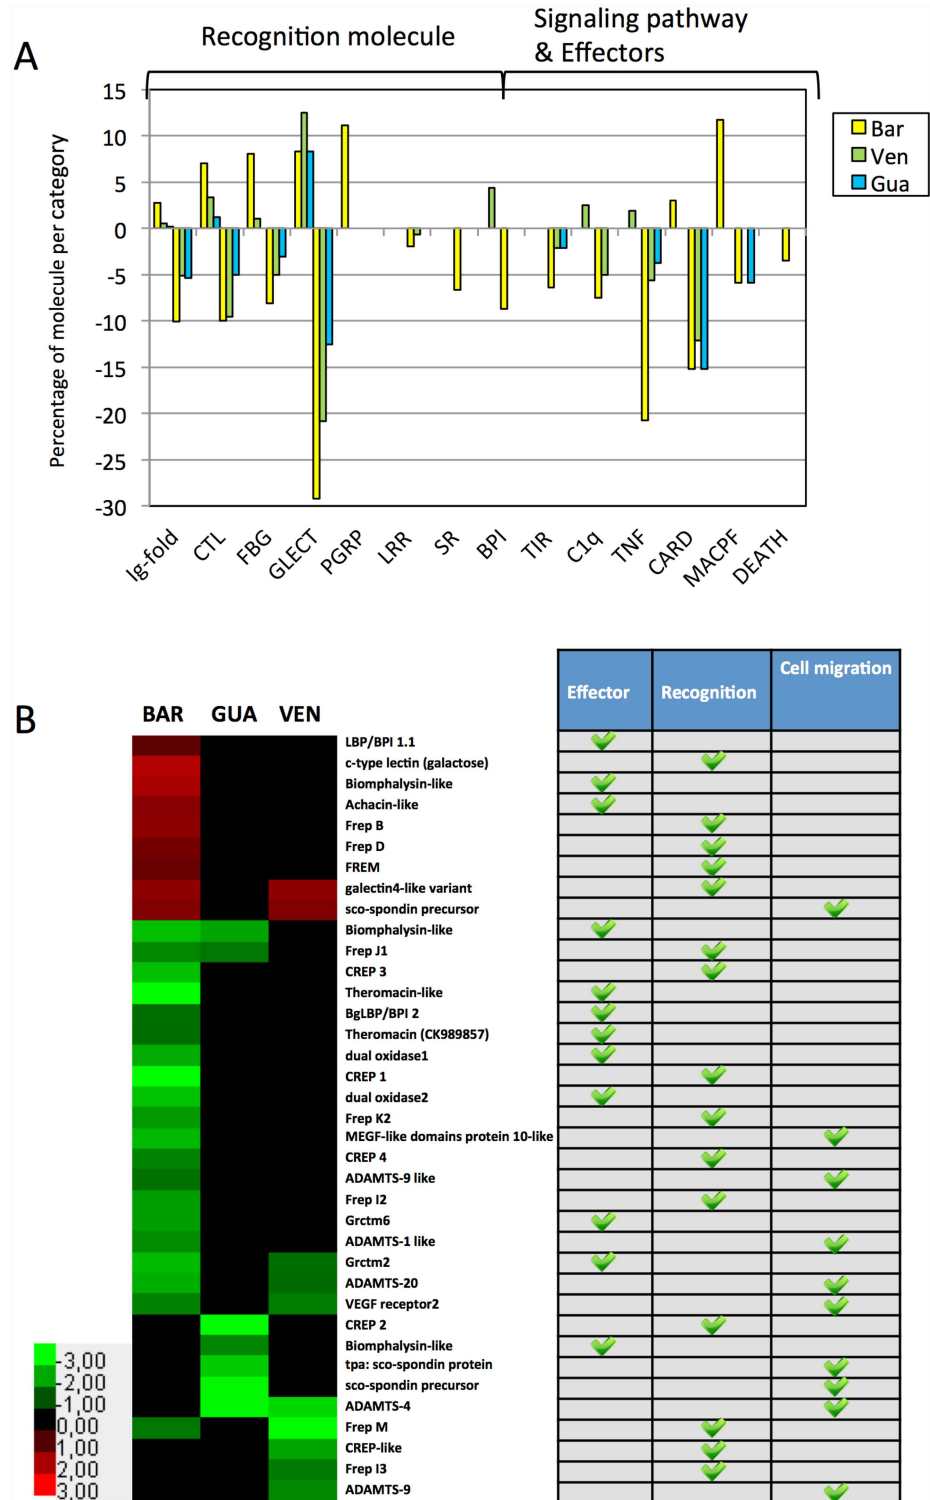 A
Recognition molecule
Signaling pathway
& Effectors
Percentage of molecule per category
15
10
5
0
-5
-10
-15
-20
-25
-30
Bar
Ven
Gua
Ig-fold
CTL
FBG
GLECT
PGRP
LRR
SR
BPI
TIR
C1q
TNF
CARD
MACPF
DEATH
B
BAR GUA VEN
Effector Recognition Cell migration
LBP/BPI 1.1
c-type lectin (galactose)
Biomphalysin-like
Achacin-like
Frep B
Frep D
FREM
galectin4-like variant
sco-spondin precursor
Biomphalysin-like
Frep J1
CREP 3
Theromacin-like
BgLBP/BPI 2
Theromacin (CK989857)
dual oxidase1
CREP 1
dual oxidase2
Frep K2
MEGF-like domains protein 10-like
CREP 4
ADAMTS-9 like
Frep I2
Grctm6
ADAMTS-1 like
Grctm2
ADAMTS-20
VEGF receptor2
CREP 2
Biomphalysin-like
tpa: sco-spondin protein
sco-spondin precursor
ADAMTS-4
Frep M
CREP-like
Frep I3
ADAMTS-9
-3,00
-2,00
-1,00
0,00
1,00
2,00
3,00